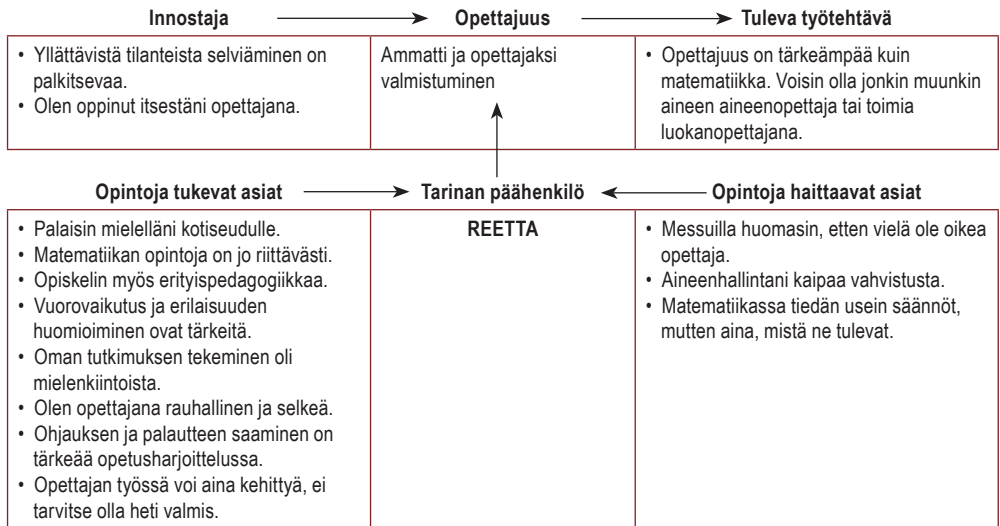 Innostaja
Opettajuus
Tuleva työtehtävä
• Yllättävistä tilanteista selviäminen on
palkitsevaa.
• Olen oppinut itsestäni opettajana.
Ammatti ja opettajaksi
valmistuminen
• Opettajuus on tärkeämpää kuin
matematiikka. Voisin olla jonkin muunkin
aineen aineenopettaja tai toimia
luokanopettajana.
Opintoja tukevat asiat
Tarinan päähenkilö
Opintoja haittaavat asiat
• Palaisin mielelläni kotiseudulle.
• Matematiikan opintoja on jo riittävästi.
• Opiskelin myös erityispedagogiikkaa.
• Vuorovaikutus ja erilaisuuden
huomioiminen ovat tärkeitä.
• Oman tutkimuksen tekeminen oli
mielenkiintoista.
• Olen opettajana rauhallinen ja selkeä.
• Ohjauksen ja palautteen saaminen on
tärkeää opetusharjoittelussa.
• Opettajan työssä voi aina kehittyä, ei
tarvitse olla heti valmis.
REETTA
• Messuilla huomasin, etten vielä ole oikea
opettaja.
• Aineenhallintani kaipaa vahvistusta.
• Matematiikassa tiedän usein säännöt,
mutten aina, mistä ne tulevat.